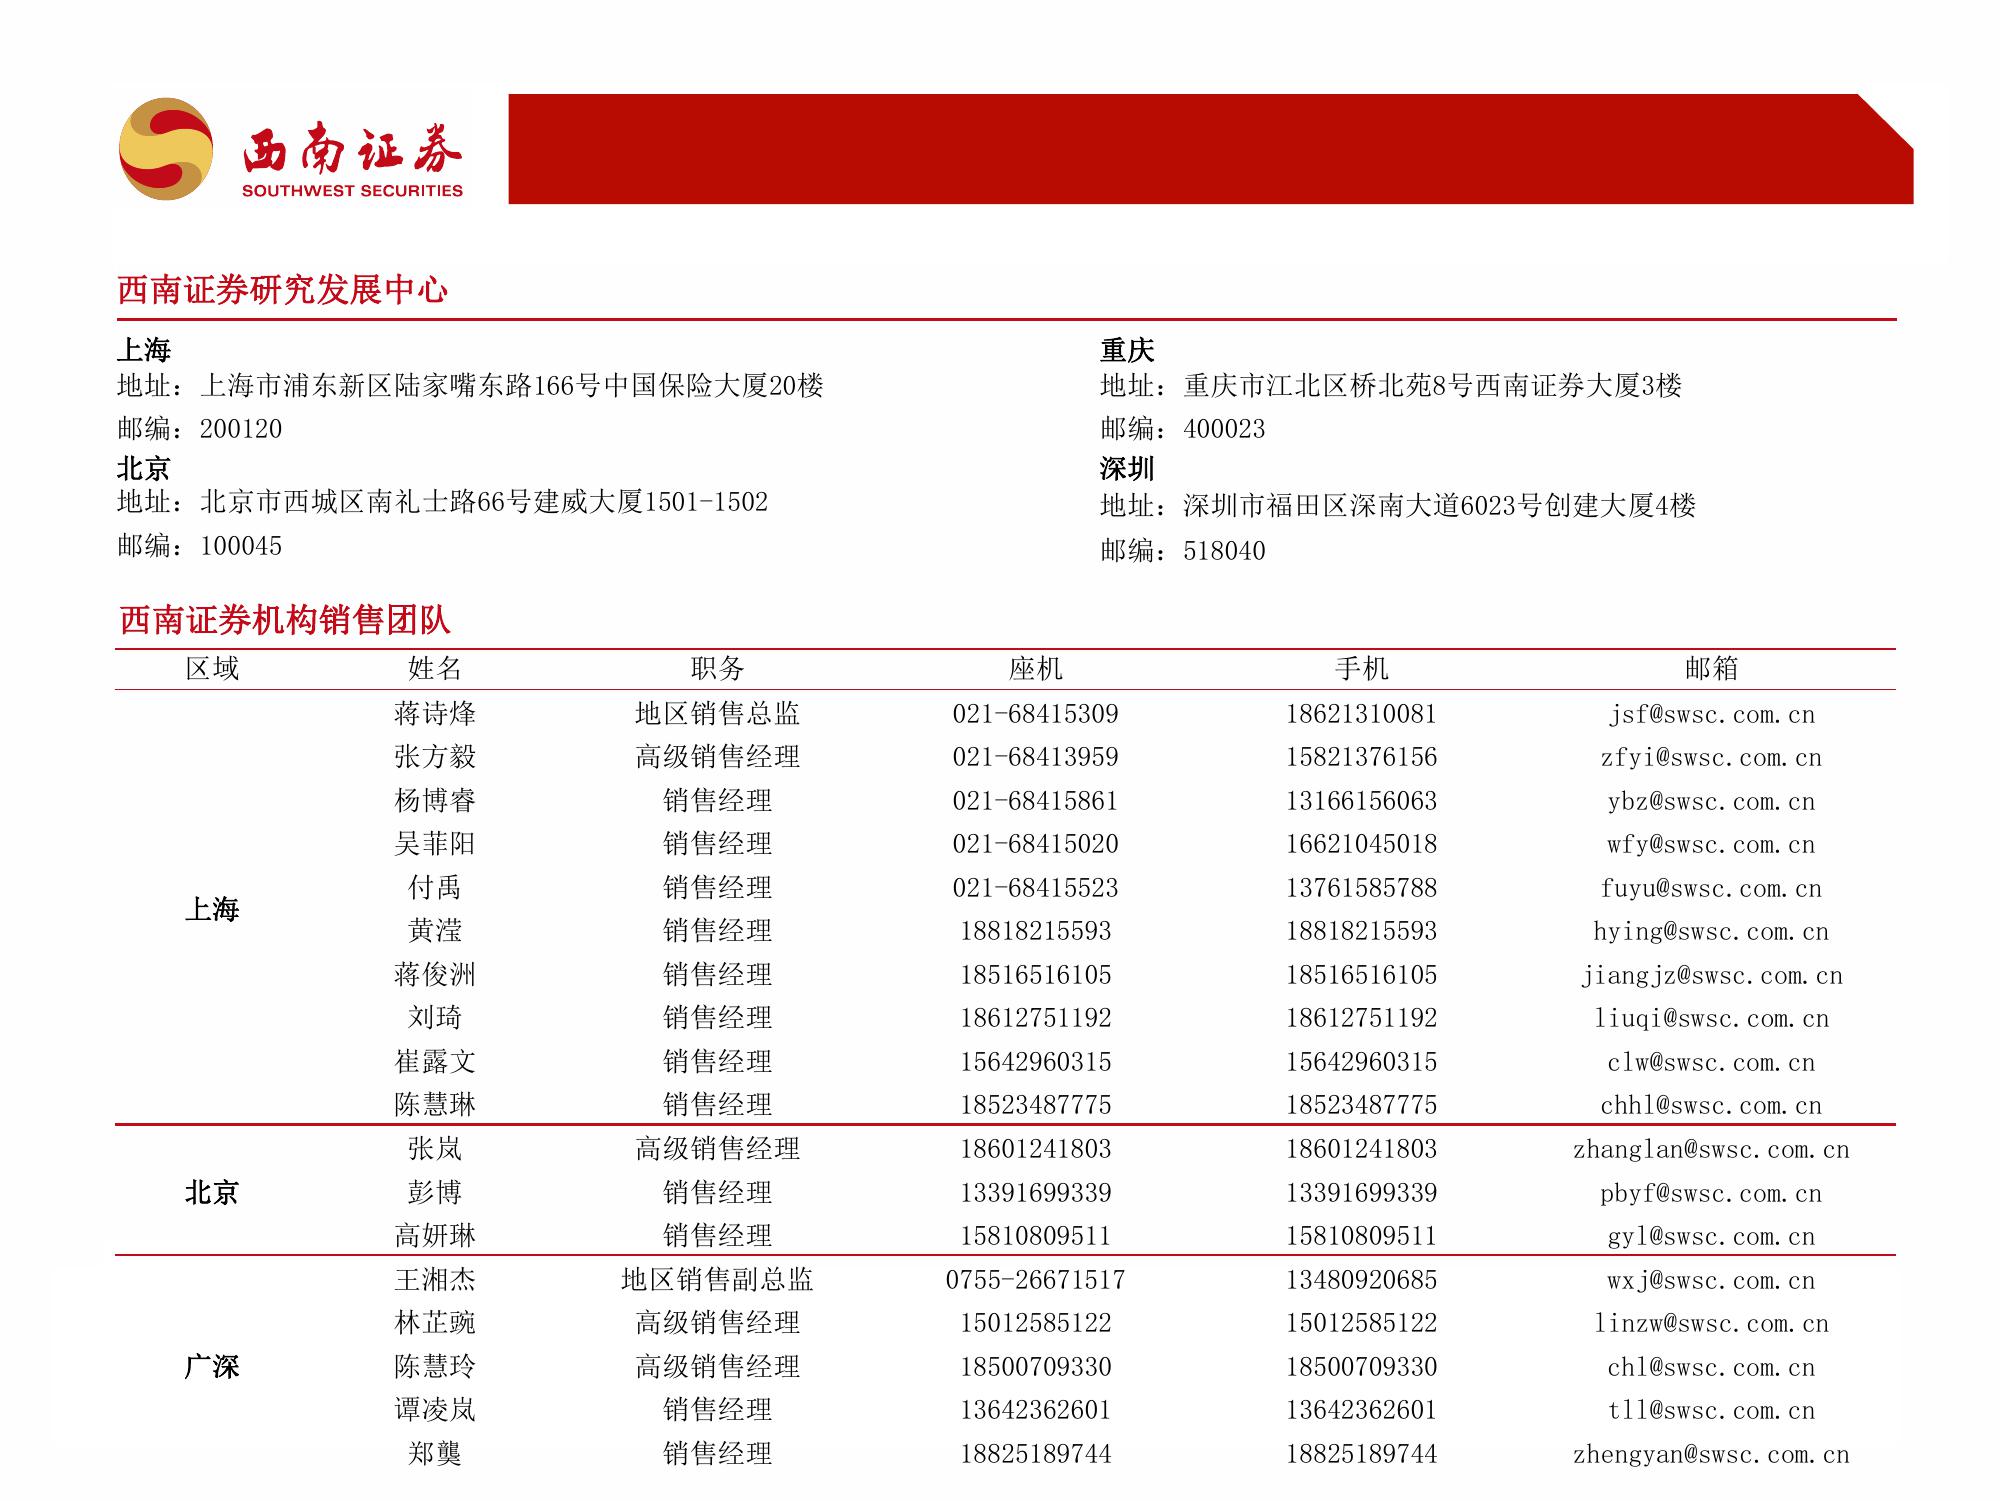 西南证券
SOUTHWEST SECURITIES
西南证券研究发展中心
上海
地址：上海市浦东新区陆家嘴东路166号中国保险大厦20楼
邮编：200120
北京
地址：北京市西城区南礼士路66号建威大厦1501-1502
邮编：100045
重庆
地址：重庆市江北区桥北苑8号西南证券大厦3楼
邮编：400023
深圳
地址：深圳市福田区深南大道6023号创建大厦4楼
邮编：518040
西南证券机构销售团队
区域 姓名 职务 座机 手机 邮箱
上海
蒋诗烽 地区销售总监 021-68415309 18621310081 jsf@swsc.com.cn
张方毅 高级销售经理 021-68413959 15821376156 zfyi@swsc.com.cn
杨博睿 销售经理 021-68415861 13166156063 ybz@swsc.com.cn
吴菲阳 销售经理 021-68415020 16621045018 wfy@swsc.com.cn
付禹 销售经理 021-68415523 13761585788 fuyu@swsc.com.cn
黄滢 销售经理 18818215593 18818215593 hying@swsc.com.cn
蒋俊洲 销售经理 18516516105 18516516105 jiangjz@swsc.com.cn
刘琦 销售经理 18612751192 18612751192 liuqi@swsc.com.cn
崔露文 销售经理 15642960315 15642960315 clw@swsc.com.cn
陈慧琳 销售经理 18523487775 18523487775 chhl@swsc.com.cn
北京
张岚 高级销售经理 18601241803 18601241803 zhanglan@swsc.com.cn
彭博 销售经理 13391699339 13391699339 pbyf@swsc.com.cn
高妍琳 销售经理 15810809511 15810809511 gyl@swsc.com.cn
广深
王湘杰 地区销售副总监 0755-26671517 13480920685 wxj@swsc.com.cn
林芷豌 高级销售经理 15012585122 15012585122 linzw@swsc.com.cn
陈慧玲 高级销售经理 18500709330 18500709330 chl@swsc.com.cn
谭凌岚 销售经理 13642362601 13642362601 tll@swsc.com.cn
郑龑 销售经理 18825189744 18825189744 zhengyan@swsc.com.cn